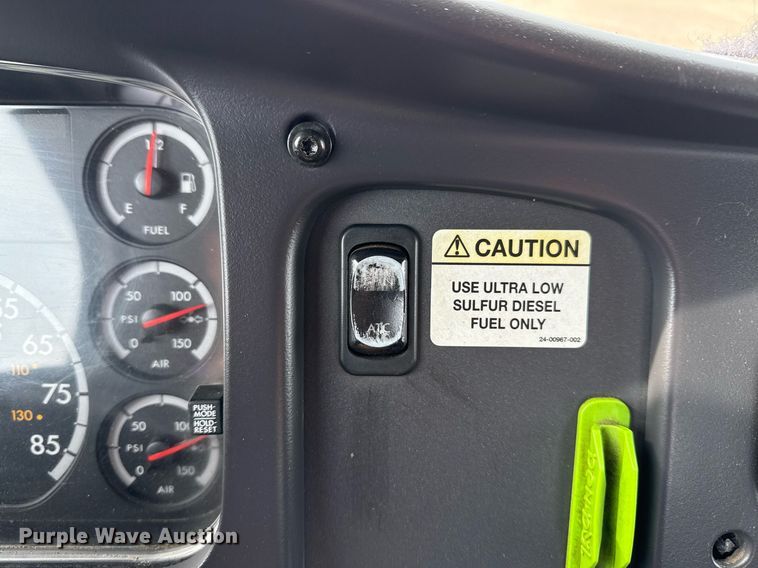 1/2
E
F
FUEL
50
100
PSI
0
150
AIR
55
65
110
75
130
85
50
100
PSI
0
150
AIR
PUSH-
MODE
HOLD-
RESET
ATC
CAUTION
USE ULTRA LOW
SULFUR DIESEL
FUEL ONLY
24-00967-002
Purple Wave Auction